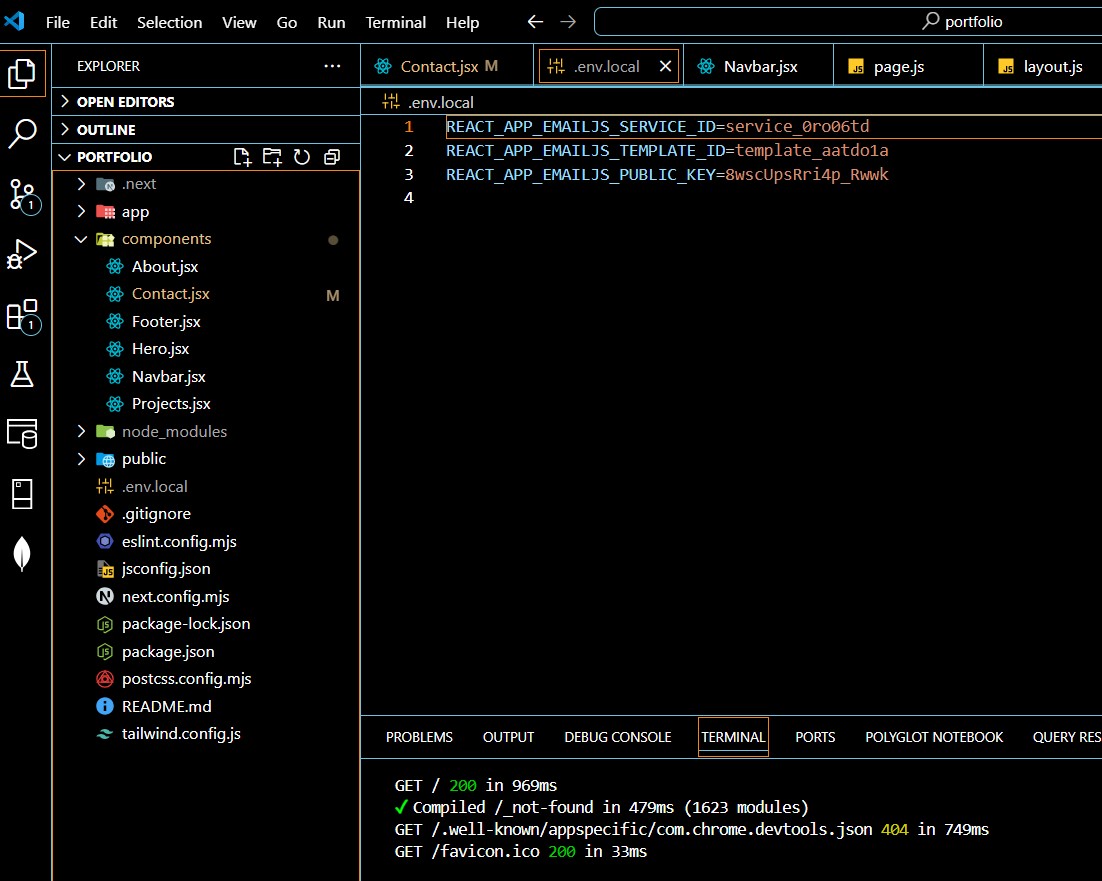 File Edit Selection View Go Run Terminal Help portfolio
EXPLORER
Contact.jsx M
.env.local
Navbar.jsx
JS page.js
JS layout.js
OPEN EDITORS
OUTLINE
PORTFOLIO
.next
app
components
About.jsx
Contact.jsx M
Footer.jsx
Hero.jsx
Navbar.jsx
Projects.jsx
node_modules
public
.env.local
.gitignore
eslint.config.mjs
jsconfig.json
next.config.mjs
package-lock.json
package.json
postcss.config.mjs
README.md
tailwind.config.js
1
1
.env.local
1 REACT_APP_EMAILJS_SERVICE_ID=service_0ro06td
2 REACT_APP_EMAILJS_TEMPLATE_ID=template_aatdo1a
3 REACT_APP_EMAILJS_PUBLIC_KEY=8wscUpsRri4p_Rwwk
4
PROBLEMS OUTPUT DEBUG CONSOLE TERMINAL PORTS POLYGLOT NOTEBOOK QUERY RES
GET / 200 in 969ms
✓ Compiled /_not-found in 479ms (1623 modules)
GET /.well-known/appspecific/com.chrome.devtools.json 404 in 749ms
GET /favicon.ico 200 in 33ms